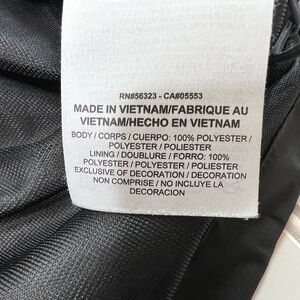 RN#56323 - CA#05553
MADE IN VIETNAM/FABRIQUE AU
VIETNAM/HECHO EN VIETNAM
BODY / CORPS / CUERPO: 100% POLYESTER /
POLYESTER / POLIESTER
LINING / DOUBLURE / FORRO: 100%
POLYESTER / POLYESTER / POLIESTER
EXCLUSIVE OF DECORATION / DECORATION
NON COMPRISE / NO INCLUYE LA
DECORACION